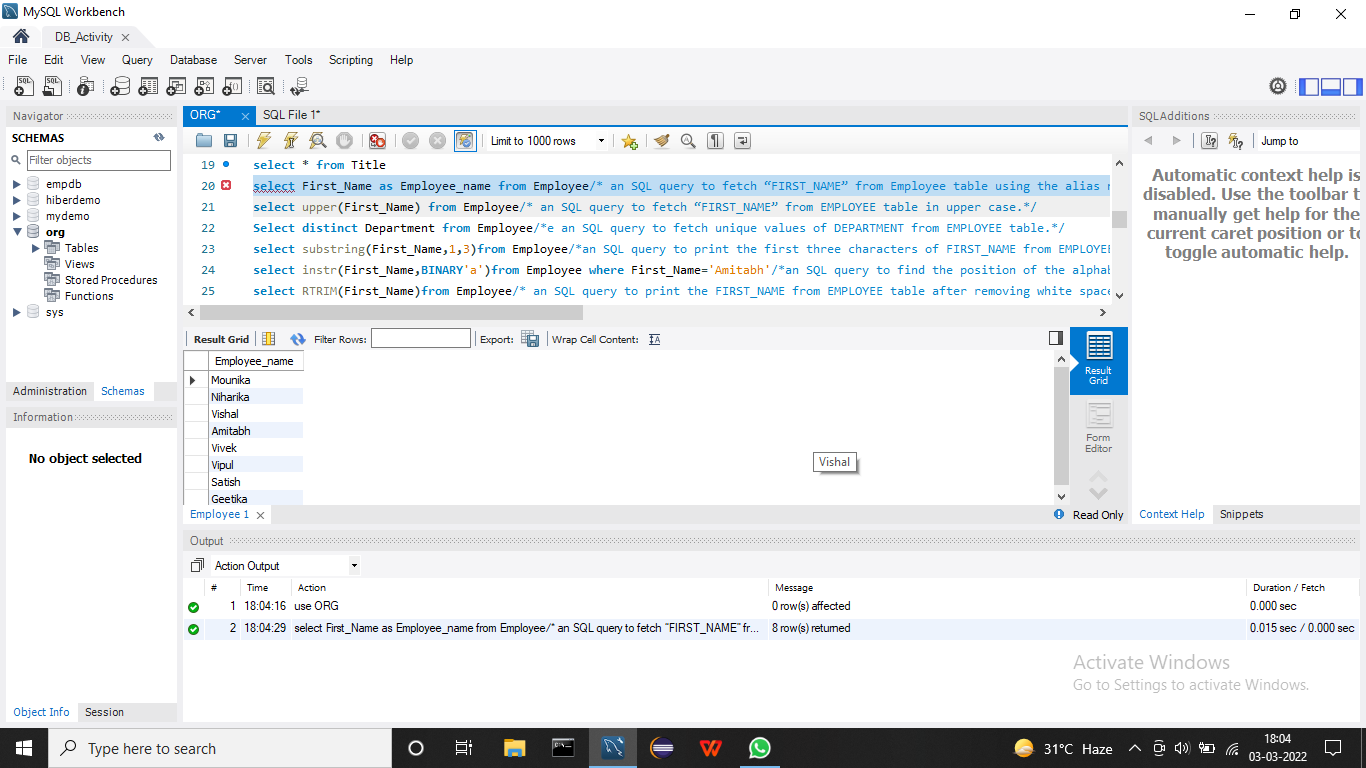 MySQL Workbench
DB_Activity
File Edit View Query Database Server Tools Scripting Help
Navigator
SCHEMAS
Filter objects
empdb
hiberdemo
mydemo
org
Tables
Views
Stored Procedures
Functions
sys
Administration Schemas
Information
No object selected
Object Info Session
ORG* SQL File 1*
Limit to 1000 rows
19 select * from Title
20 select First_Name as Employee_name from Employee/* an SQL query to fetch “FIRST_NAME” from Employee table using the alias
21 select upper(First_Name) from Employee/* an SQL query to fetch “FIRST_NAME” from EMPLOYEE table in upper case.*/
22 Select distinct Department from Employee/*e an SQL query to fetch unique values of DEPARTMENT from EMPLOYEE table.*/
23 select substring(First_Name,1,3)from Employee/*an SQL query to print the first three characters of FIRST_NAME from EMPLOYEE
24 select instr(First_Name,BINARY'a')from Employee where First_Name='Amitabh'/*an SQL query to find the position of the alphab
25 select RTRIM(First_Name)from Employee/* an SQL query to print the FIRST_NAME from EMPLOYEE table after removing white space
Result Grid Filter Rows: Export: Wrap Cell Content:
Employee_name
Mounika
Niharika
Vishal
Amitabh
Vivek
Vipul
Satish
Geetika
Vishal
Result
Grid
Form
Editor
Employee 1
Read Only
Output
Action Output
# Time Action Message Duration / Fetch
1 18:04:16 use ORG 0 row(s) affected 0.000 sec
2 18:04:29 select First_Name as Employee_name from Employee/* an SQL query to fetch “FIRST_NAME” fr... 8 row(s) returned 0.015 sec / 0.000 sec
SQLAdditions
Jump to
Automatic context help is
disabled. Use the toolbar t
manually get help for the
current caret position or to
toggle automatic help.
Context Help Snippets
Activate Windows
Go to Settings to activate Windows.
Type here to search
31°C Haze
18:04
03-03-2022